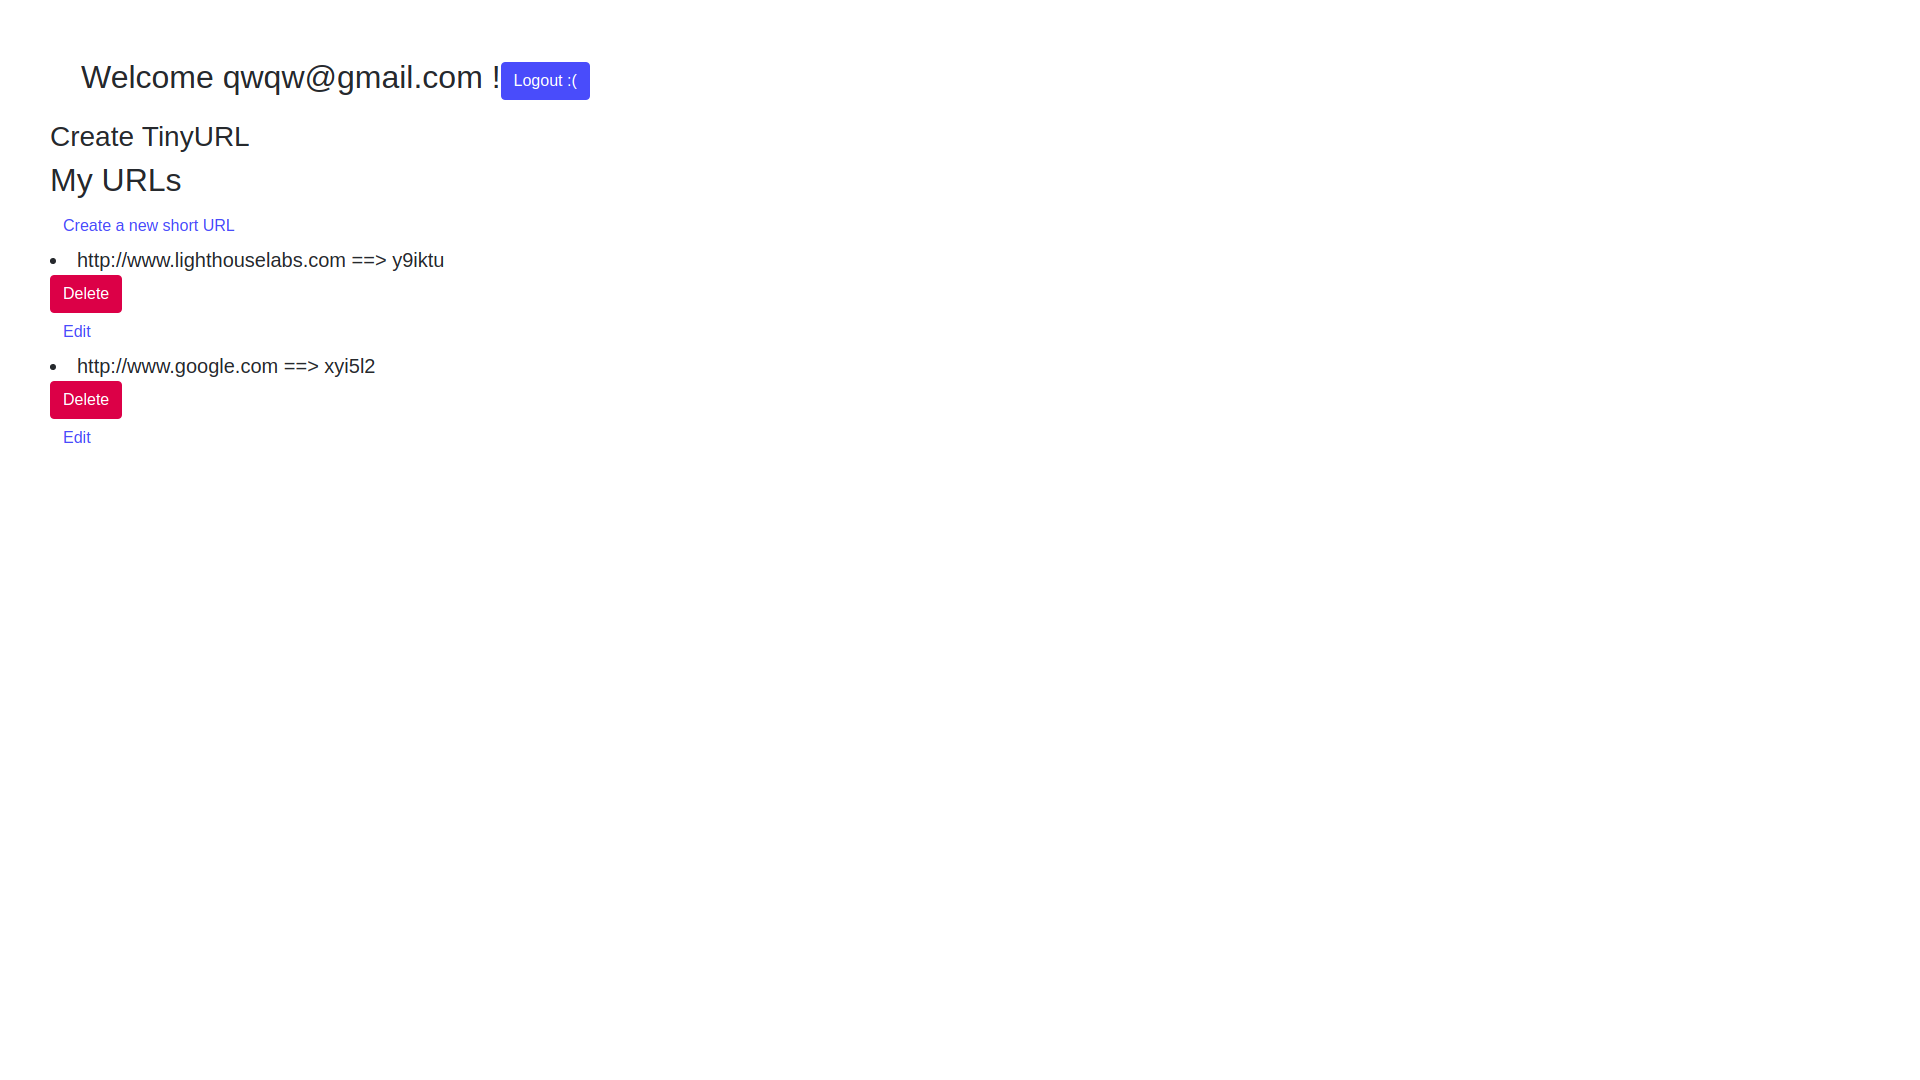 Welcome qwqw@gmail.com ! Logout :(
Create TinyURL
My URLs
Create a new short URL
• http://www.lighthouselabs.com ==> y9iktu
Delete
Edit
• http://www.google.com ==> xyi5l2
Delete
Edit